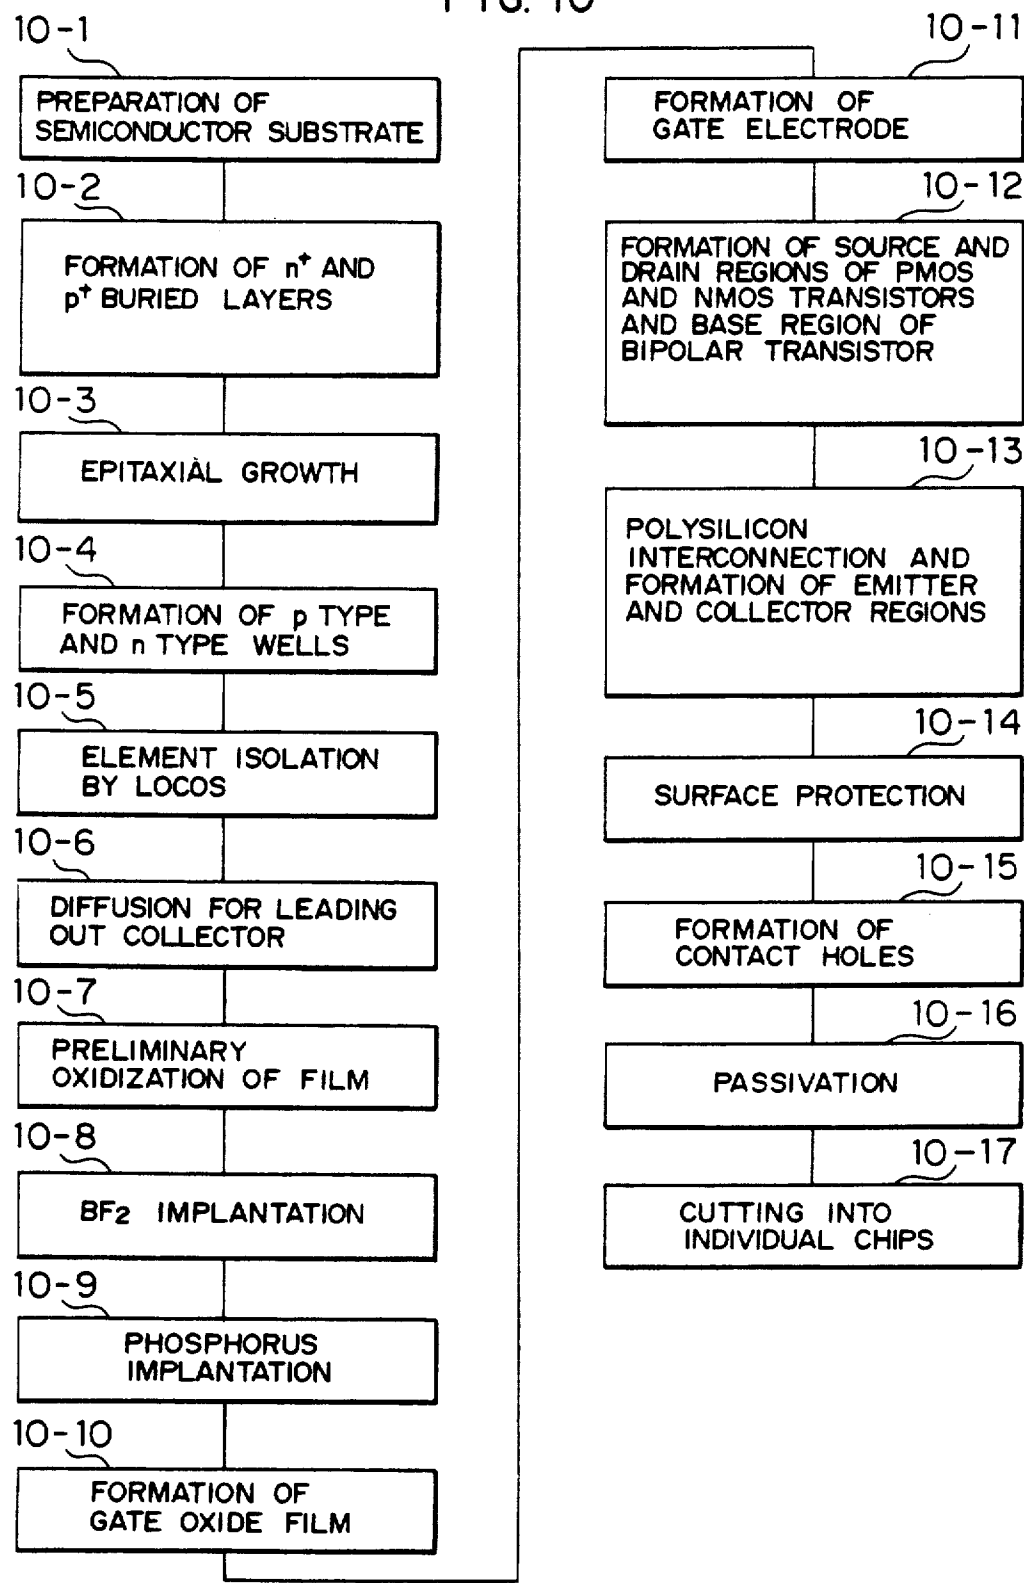 FIG. 10
10-1
PREPARATION OF
SEMICONDUCTOR SUBSTRATE
10-2
FORMATION OF n⁺ AND
p⁺ BURIED LAYERS
10-3
EPITAXIAL GROWTH
10-4
FORMATION OF p TYPE
AND n TYPE WELLS
10-5
ELEMENT ISOLATION
BY LOCOS
10-6
DIFFUSION FOR LEADING
OUT COLLECTOR
10-7
PRELIMINARY
OXIDIZATION OF FILM
10-8
BF₂ IMPLANTATION
10-9
PHOSPHORUS
IMPLANTATION
10-10
FORMATION OF
GATE OXIDE FILM
10-11
FORMATION OF
GATE ELECTRODE
10-12
FORMATION OF SOURCE AND
DRAIN REGIONS OF PMOS
AND NMOS TRANSISTORS
AND BASE REGION OF
BIPOLAR TRANSISTOR
10-13
POLYSILICON
INTERCONNECTION AND
FORMATION OF EMITTER
AND COLLECTOR REGIONS
10-14
SURFACE PROTECTION
10-15
FORMATION OF
CONTACT HOLES
10-16
PASSIVATION
10-17
CUTTING INTO
INDIVIDUAL CHIPS